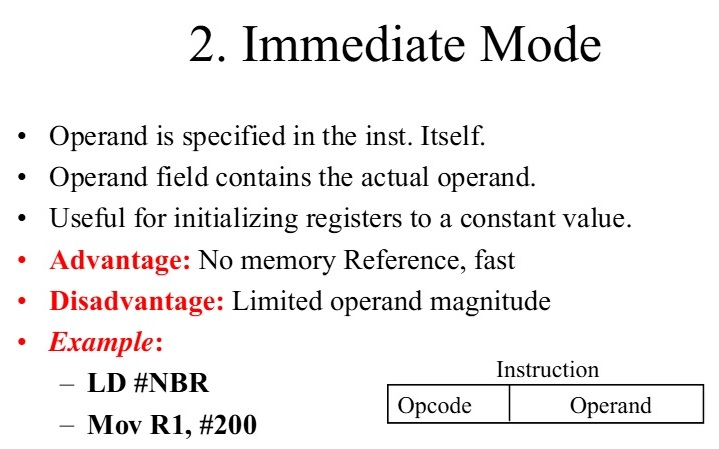 2. Immediate Mode
• Operand is specified in the inst. Itself.
• Operand field contains the actual operand.
• Useful for initializing registers to a constant value.
• Advantage: No memory Reference, fast
• Disadvantage: Limited operand magnitude
• Example:
– LD #NBR
– Mov R1, #200
Instruction
Opcode Operand